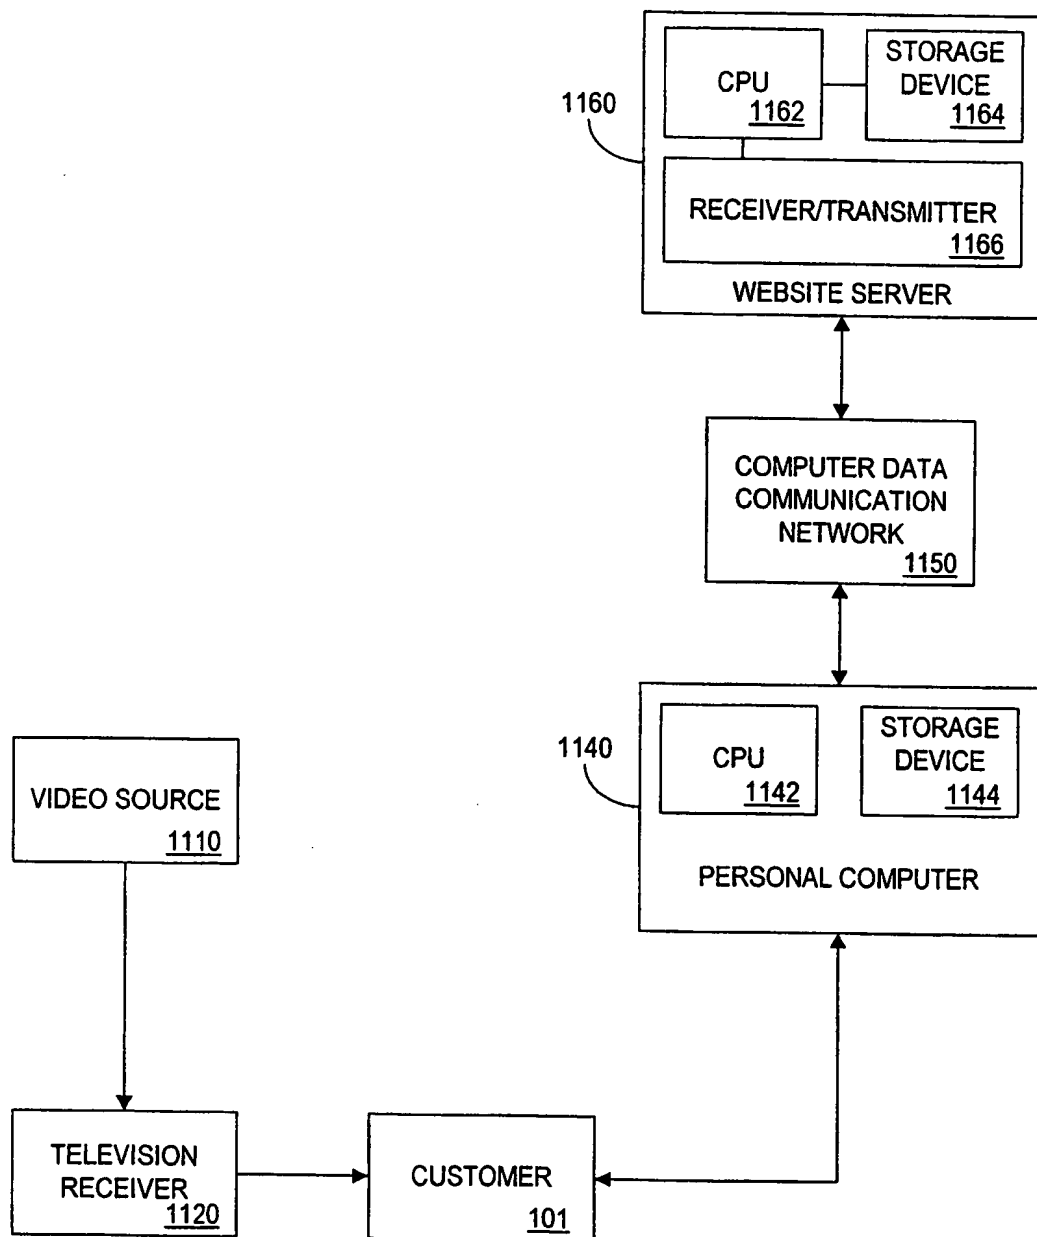 CPU
1162
STORAGE
DEVICE
1164
1160
RECEIVER/TRANSMITTER
1166
WEBSITE SERVER
COMPUTER DATA
COMMUNICATION
NETWORK
1150
1140
CPU
1142
STORAGE
DEVICE
1144
PERSONAL COMPUTER
VIDEO SOURCE
1110
TELEVISION
RECEIVER
1120
CUSTOMER
101